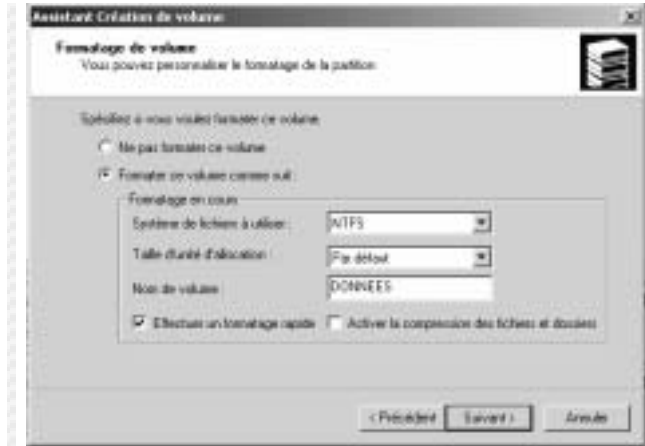 Assistant Création de volume
Formatage de volume
Vous pouvez personnaliser le formatage de la partition
Spécifiez si vous voulez formater ce volume
Ne pas formater ce volume
Formater ce volume comme suit :
Formatage en cours
Système de fichiers à utiliser : NTFS
Taille d'unité d'allocation : Par défaut
Nom de volume DONNEES
Effectuer un formatage rapide Activer la compression des fichiers et dossiers
< Précédent Suivant > Annuler